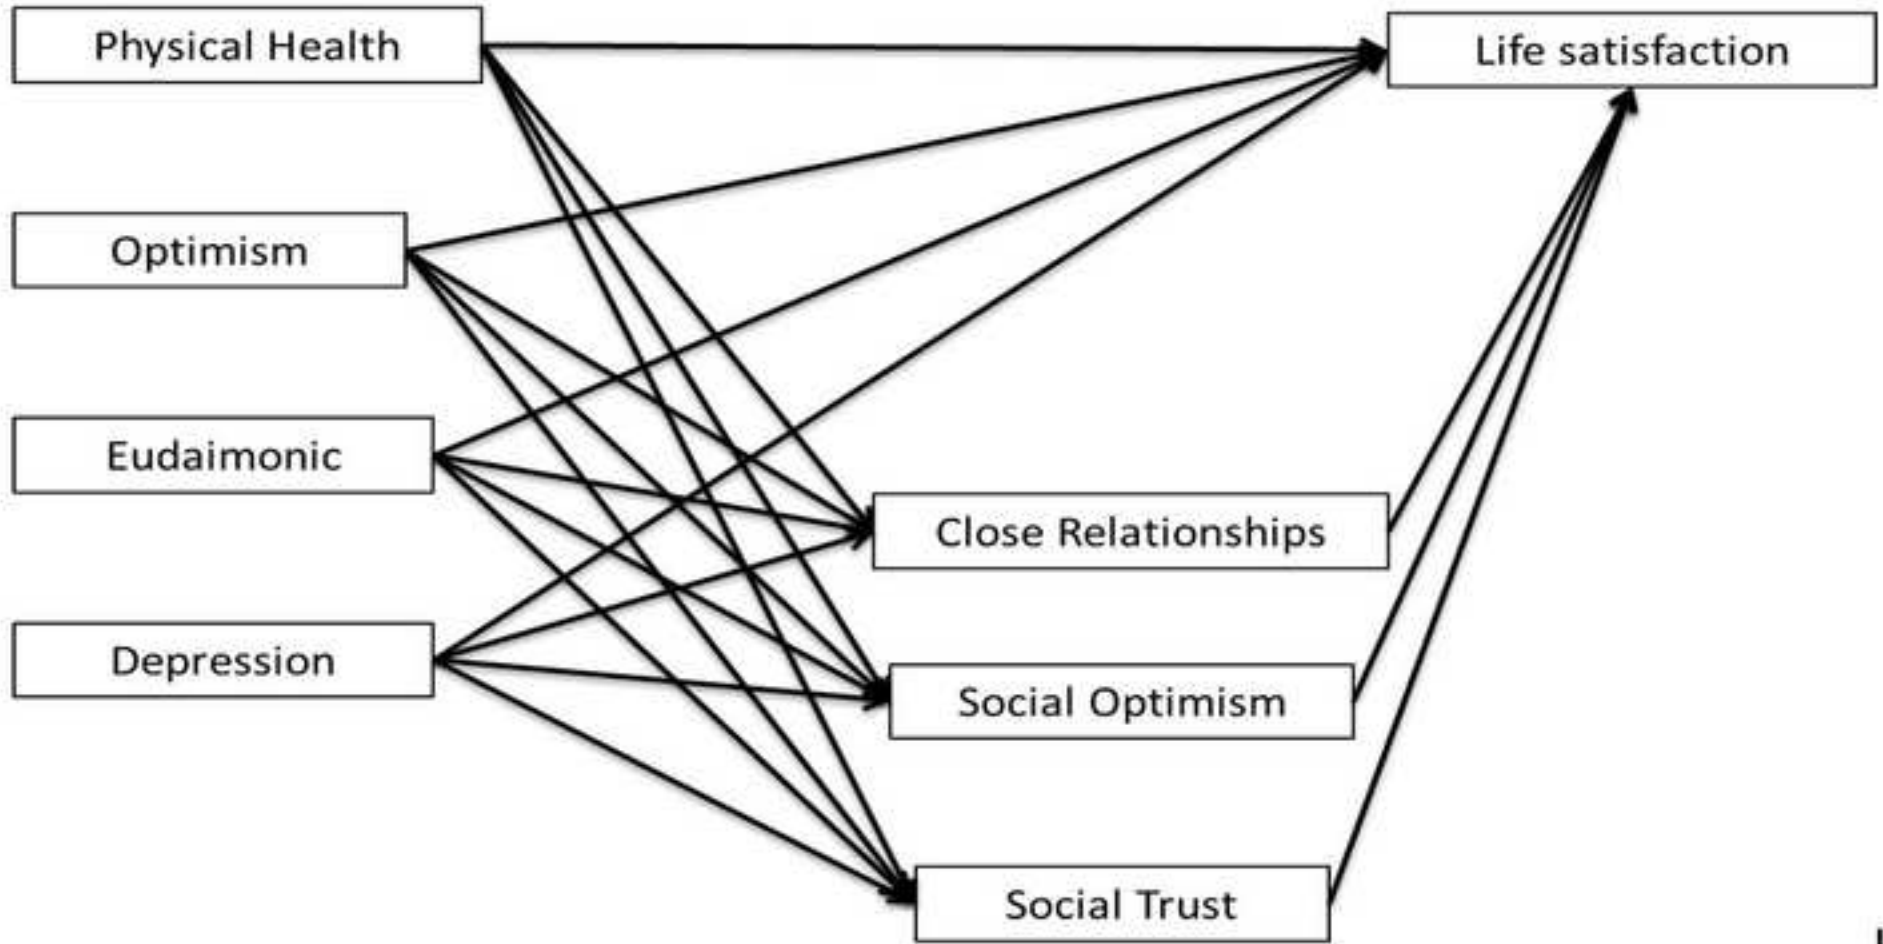 Physical Health
Life satisfaction
Optimism
Eudaimonic
Close Relationships
Depression
Social Optimism
Social Trust